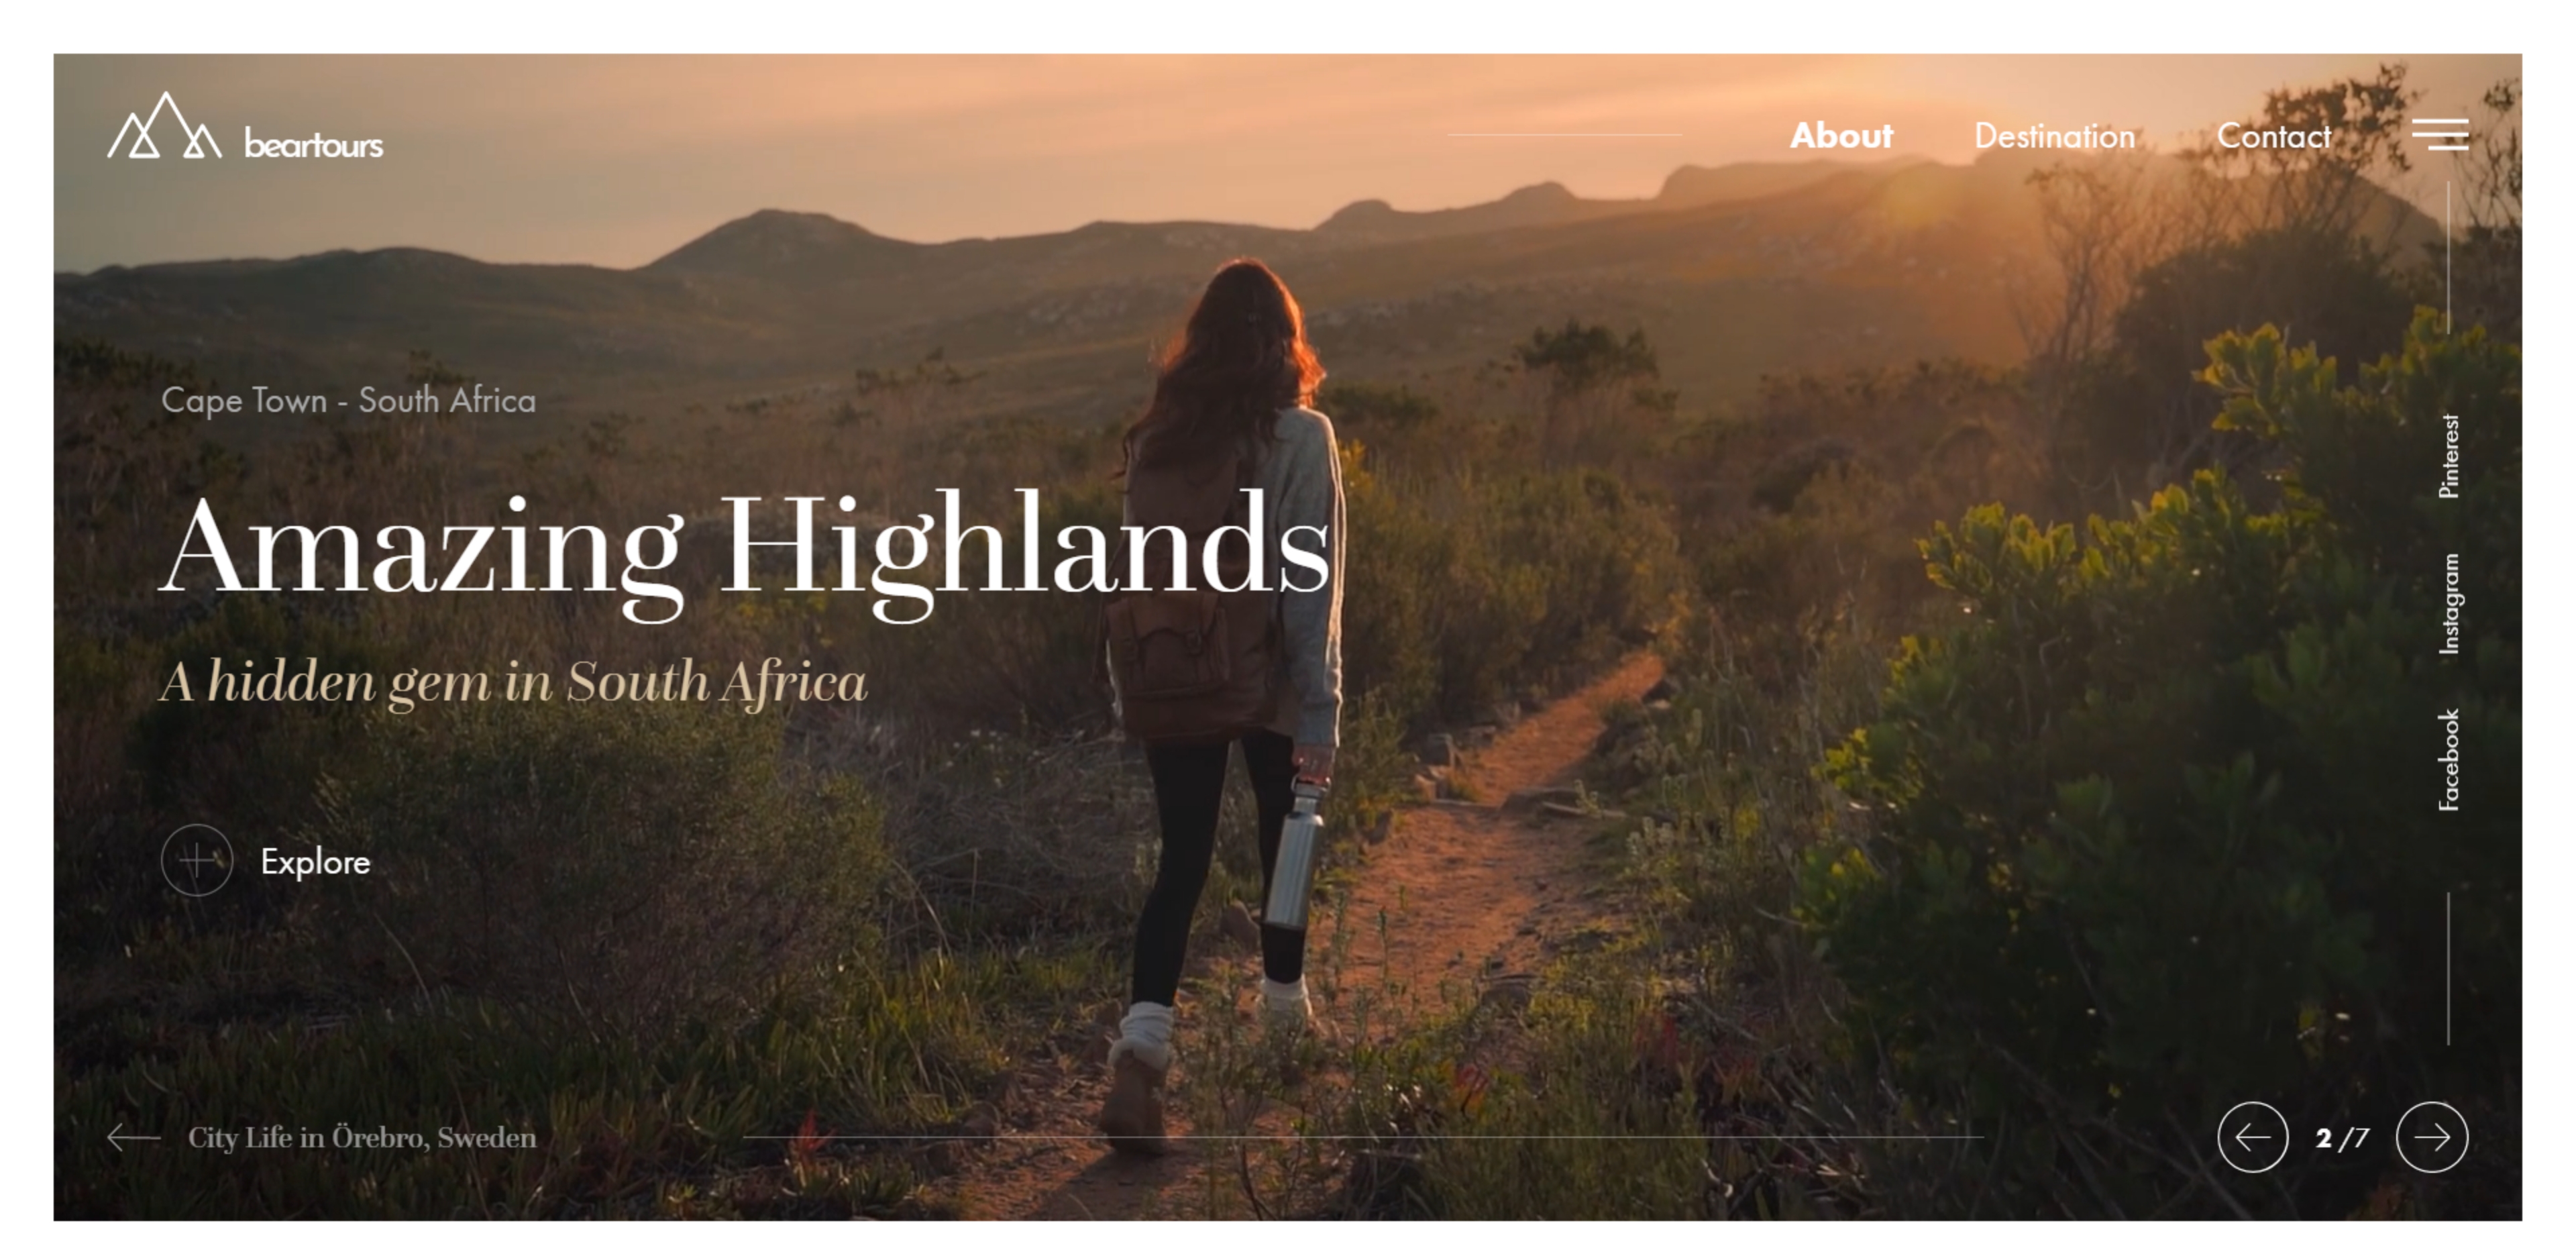 beartours
About
Destination
Contact
Cape Town - South Africa
Amazing Highlands
A hidden gem in South Africa
Explore
Pinterest
Instagram
Facebook
City Life in Örebro, Sweden
2 /7